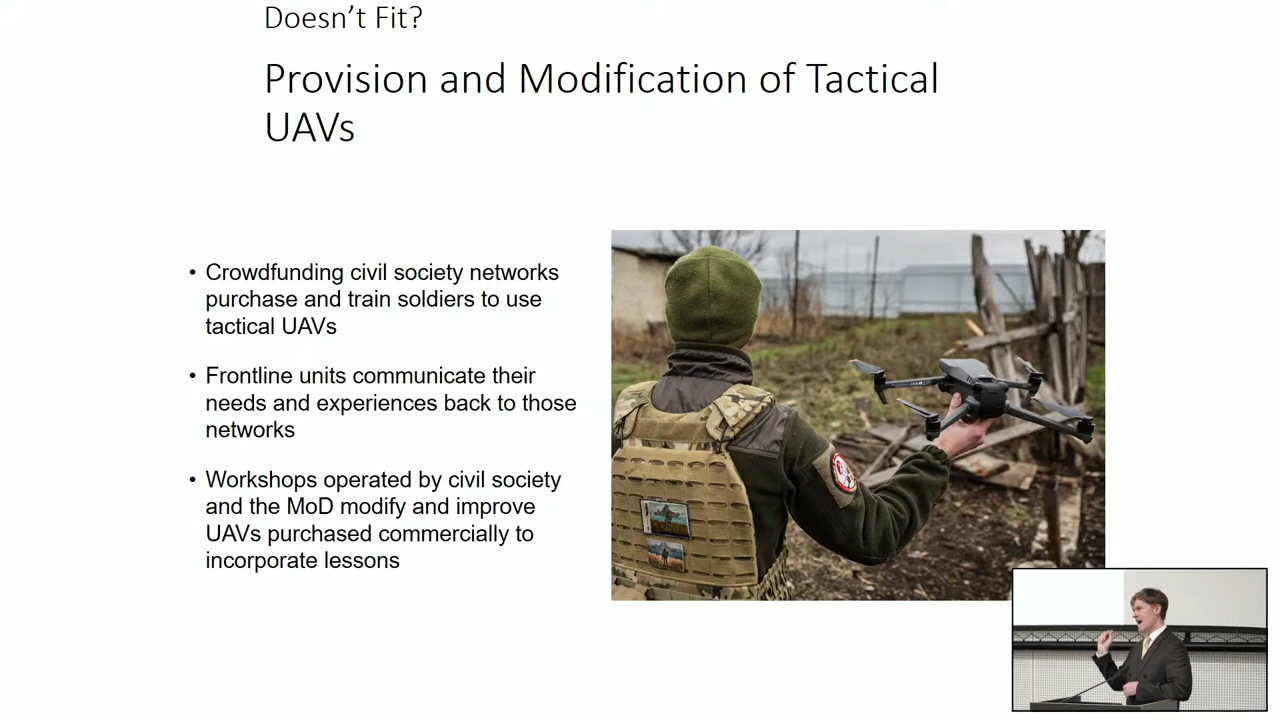 Doesn’t Fit?
Provision and Modification of Tactical
UAVs
• Crowdfunding civil society networks
purchase and train soldiers to use
tactical UAVs
• Frontline units communicate their
needs and experiences back to those
networks
• Workshops operated by civil society
and the MoD modify and improve
UAVs purchased commercially to
incorporate lessons